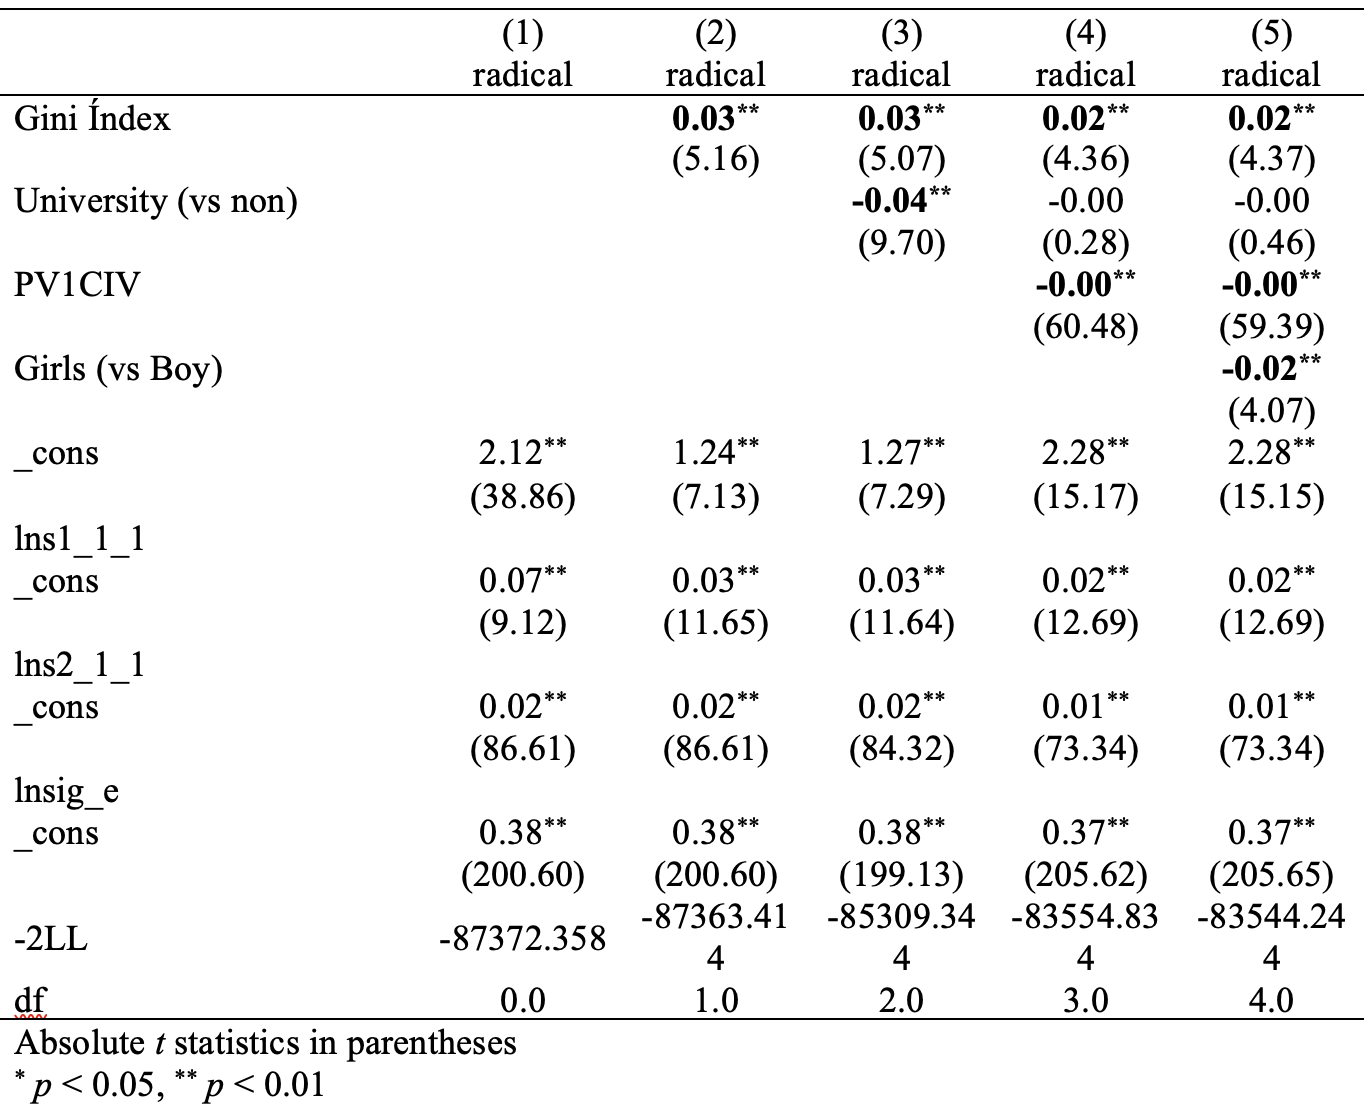 (1) (2) (3) (4) (5)
radical radical radical radical radical
Gini Índex 0.03** 0.03** 0.02** 0.02**
(5.16) (5.07) (4.36) (4.37)
University (vs non) -0.04** -0.00 -0.00
(9.70) (0.28) (0.46)
PV1CIV -0.00** -0.00**
(60.48) (59.39)
Girls (vs Boy) -0.02**
(4.07)
_cons 2.12** 1.24** 1.27** 2.28** 2.28**
(38.86) (7.13) (7.29) (15.17) (15.15)
lns1_1_1
_cons 0.07** 0.03** 0.03** 0.02** 0.02**
(9.12) (11.65) (11.64) (12.69) (12.69)
lns2_1_1
_cons 0.02** 0.02** 0.02** 0.01** 0.01**
(86.61) (86.61) (84.32) (73.34) (73.34)
lnsig_e
_cons 0.38** 0.38** 0.38** 0.37** 0.37**
(200.60) (200.60) (199.13) (205.62) (205.65)
-87363.41 -85309.34 -83554.83 -83544.24
-2LL -87372.358
4 4 4 4
df 0.0 1.0 2.0 3.0 4.0
Absolute t statistics in parentheses
* p < 0.05, ** p < 0.01